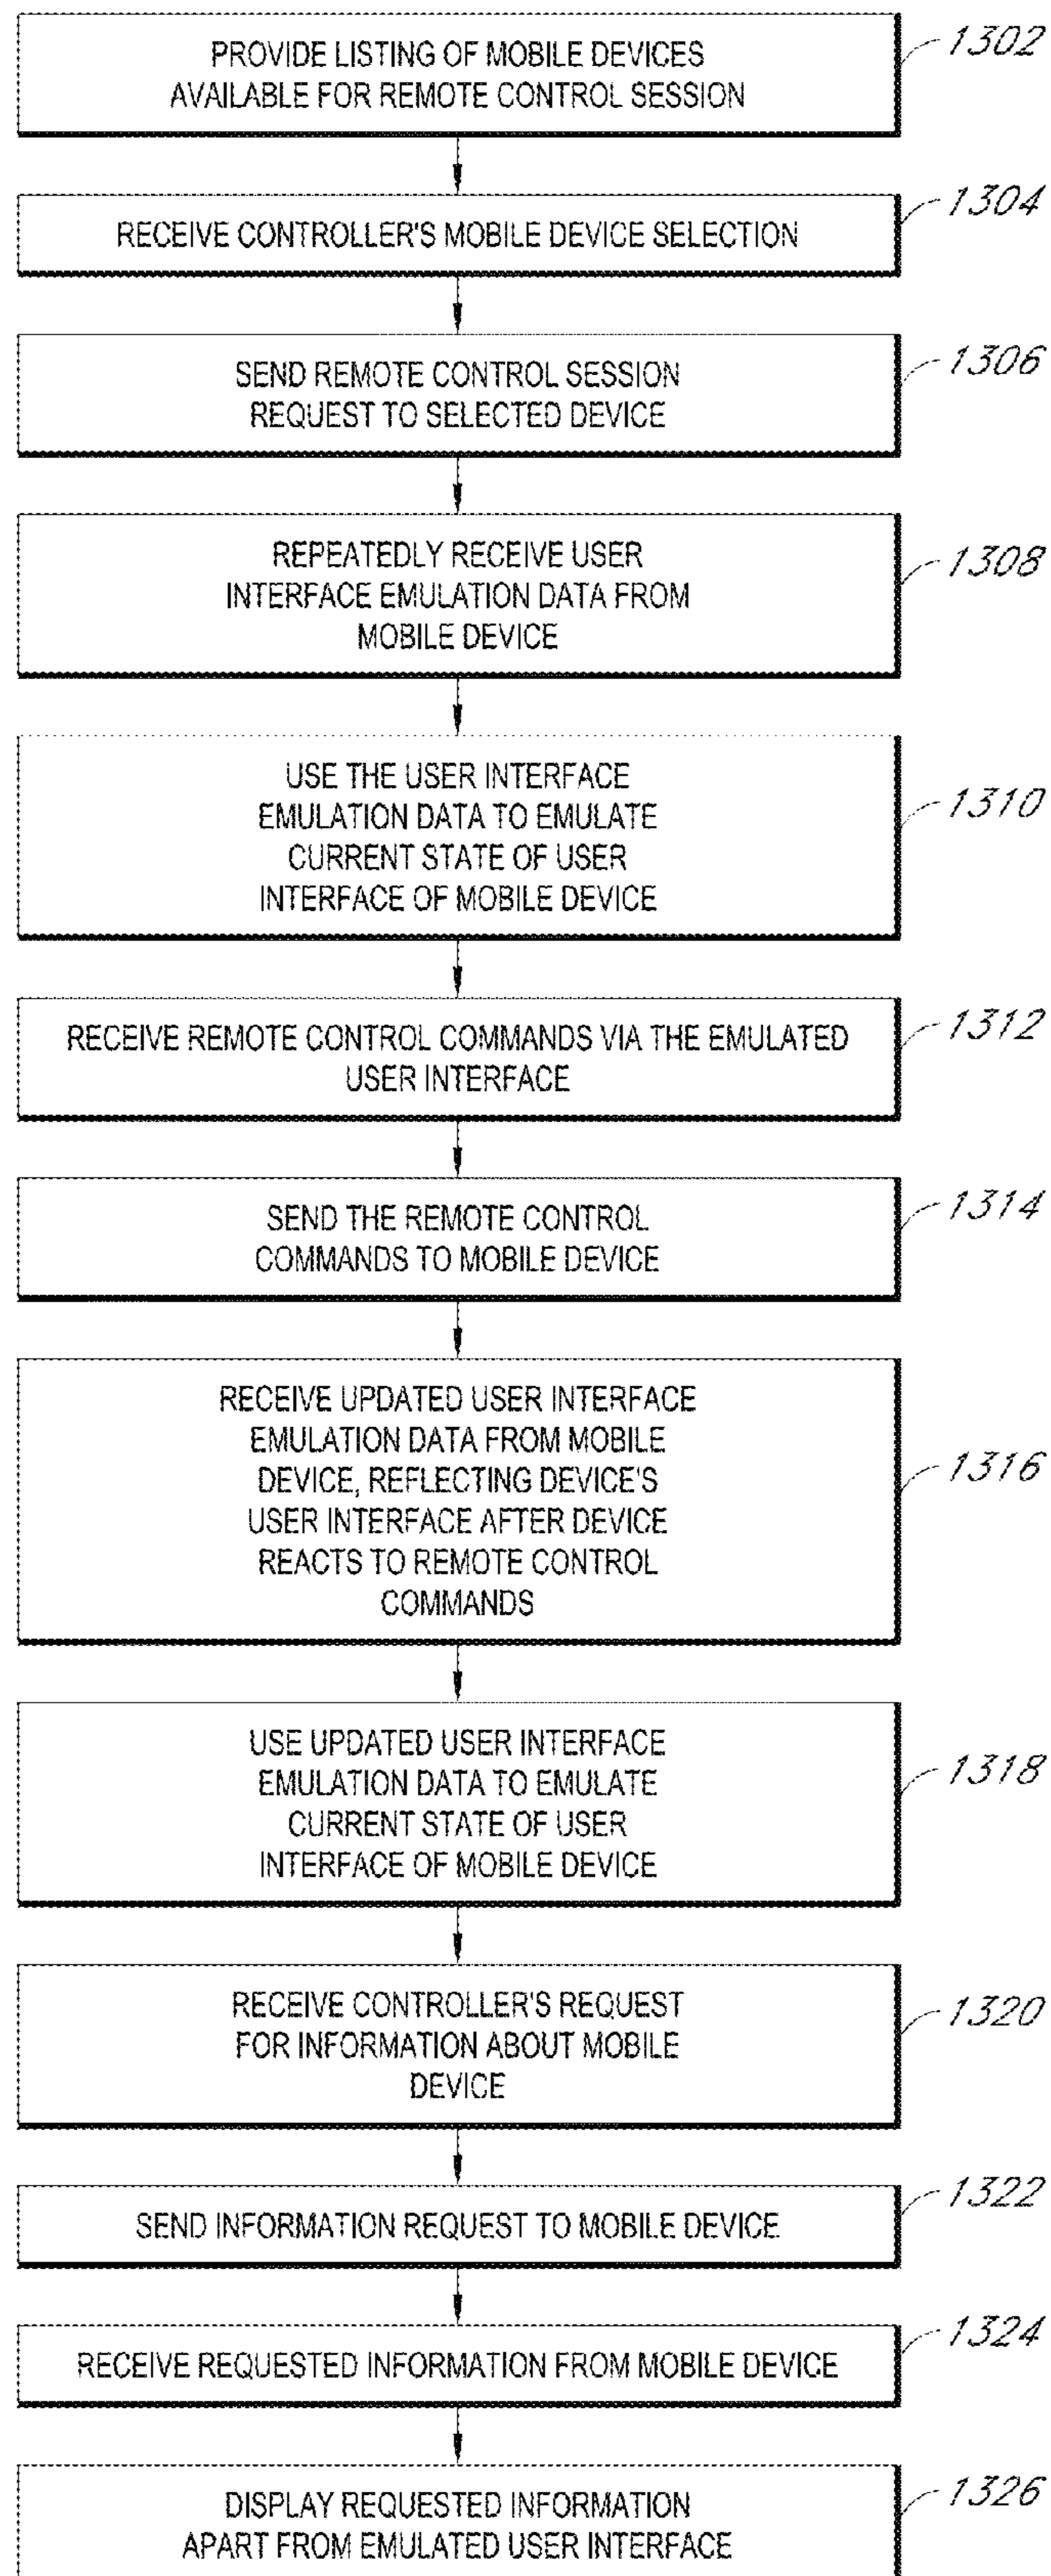 PROVIDE LISTING OF MOBILE DEVICES
AVAILABLE FOR REMOTE CONTROL SESSION
1302
RECEIVE CONTROLLER'S MOBILE DEVICE SELECTION
1304
SEND REMOTE CONTROL SESSION
REQUEST TO SELECTED DEVICE
1306
REPEATEDLY RECEIVE USER
INTERFACE EMULATION DATA FROM
MOBILE DEVICE
1308
USE THE USER INTERFACE
EMULATION DATA TO EMULATE
CURRENT STATE OF USER
INTERFACE OF MOBILE DEVICE
1310
RECEIVE REMOTE CONTROL COMMANDS VIA THE EMULATED
USER INTERFACE
1312
SEND THE REMOTE CONTROL
COMMANDS TO MOBILE DEVICE
1314
RECEIVE UPDATED USER INTERFACE
EMULATION DATA FROM MOBILE
DEVICE, REFLECTING DEVICE'S
USER INTERFACE AFTER DEVICE
REACTS TO REMOTE CONTROL
COMMANDS
1316
USE UPDATED USER INTERFACE
EMULATION DATA TO EMULATE
CURRENT STATE OF USER
INTERFACE OF MOBILE DEVICE
1318
RECEIVE CONTROLLER'S REQUEST
FOR INFORMATION ABOUT MOBILE
DEVICE
1320
SEND INFORMATION REQUEST TO MOBILE DEVICE
1322
RECEIVE REQUESTED INFORMATION FROM MOBILE DEVICE
1324
DISPLAY REQUESTED INFORMATION
APART FROM EMULATED USER INTERFACE
1326